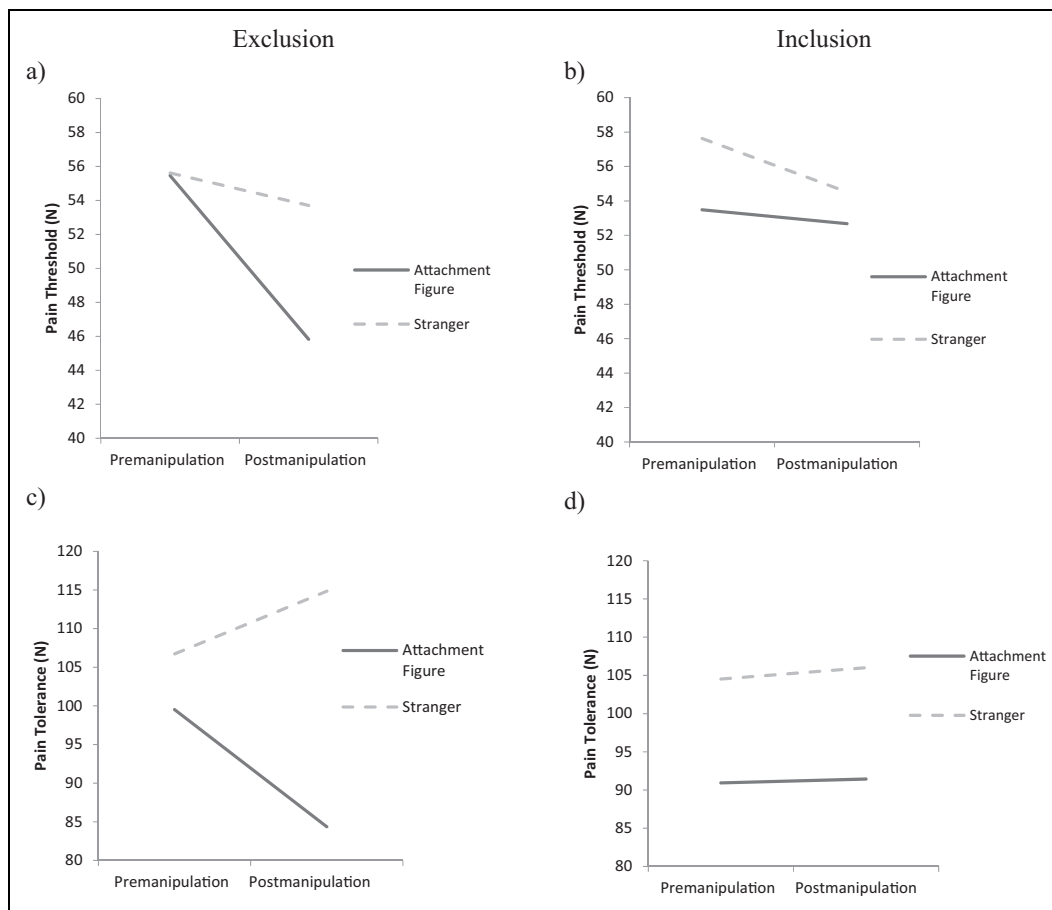 Exclusion
Inclusion
a)
60
58
56
54
52
50
48
46
44
42
40
Pain Threshold (N)
Premanipulation Postmanipulation
Attachment
Figure
Stranger
b)
60
58
56
54
52
50
48
46
44
42
40
Pain Threshold (N)
Premanipulation Postmanipulation
Attachment
Figure
Stranger
c)
120
115
110
105
100
95
90
85
80
Pain Tolerance (N)
Premanipulation Postmanipulation
Attachment
Figure
Stranger
d)
120
115
110
105
100
95
90
85
80
Pain Tolerance (N)
Premanipulation Postmanipulation
Attachment
Figure
Stranger